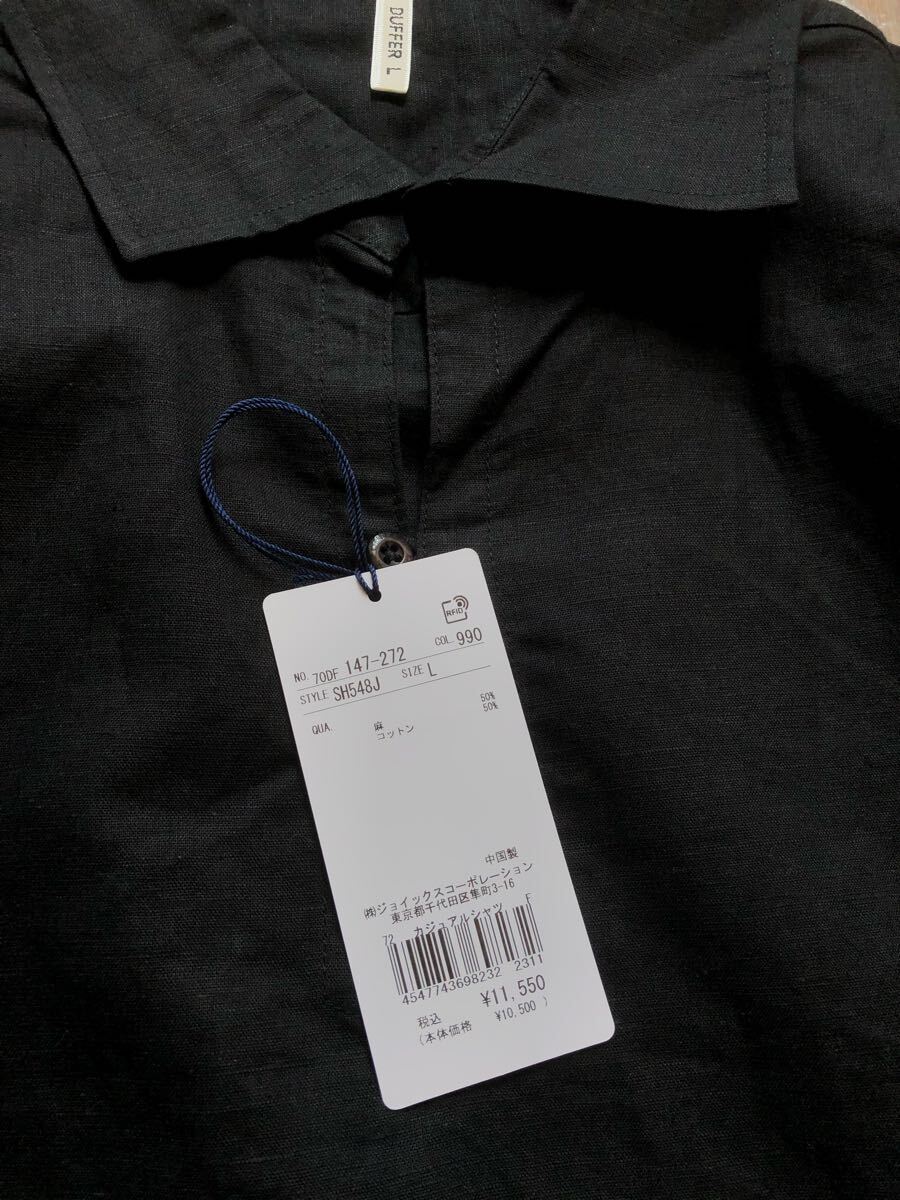 DUFFER L
RFID
NO. 70DF 147-272 COL. 990
STYLE SH548J SIZE L
QUA. 麻 50%
コットン 50%
中国製
㈱ジョイックスコーポレーション
東京都千代田区隼町3-16
72 カジュアルシャツ F
4547743698232 2311
税込 ¥11,550
(本体価格 ¥10,500 )